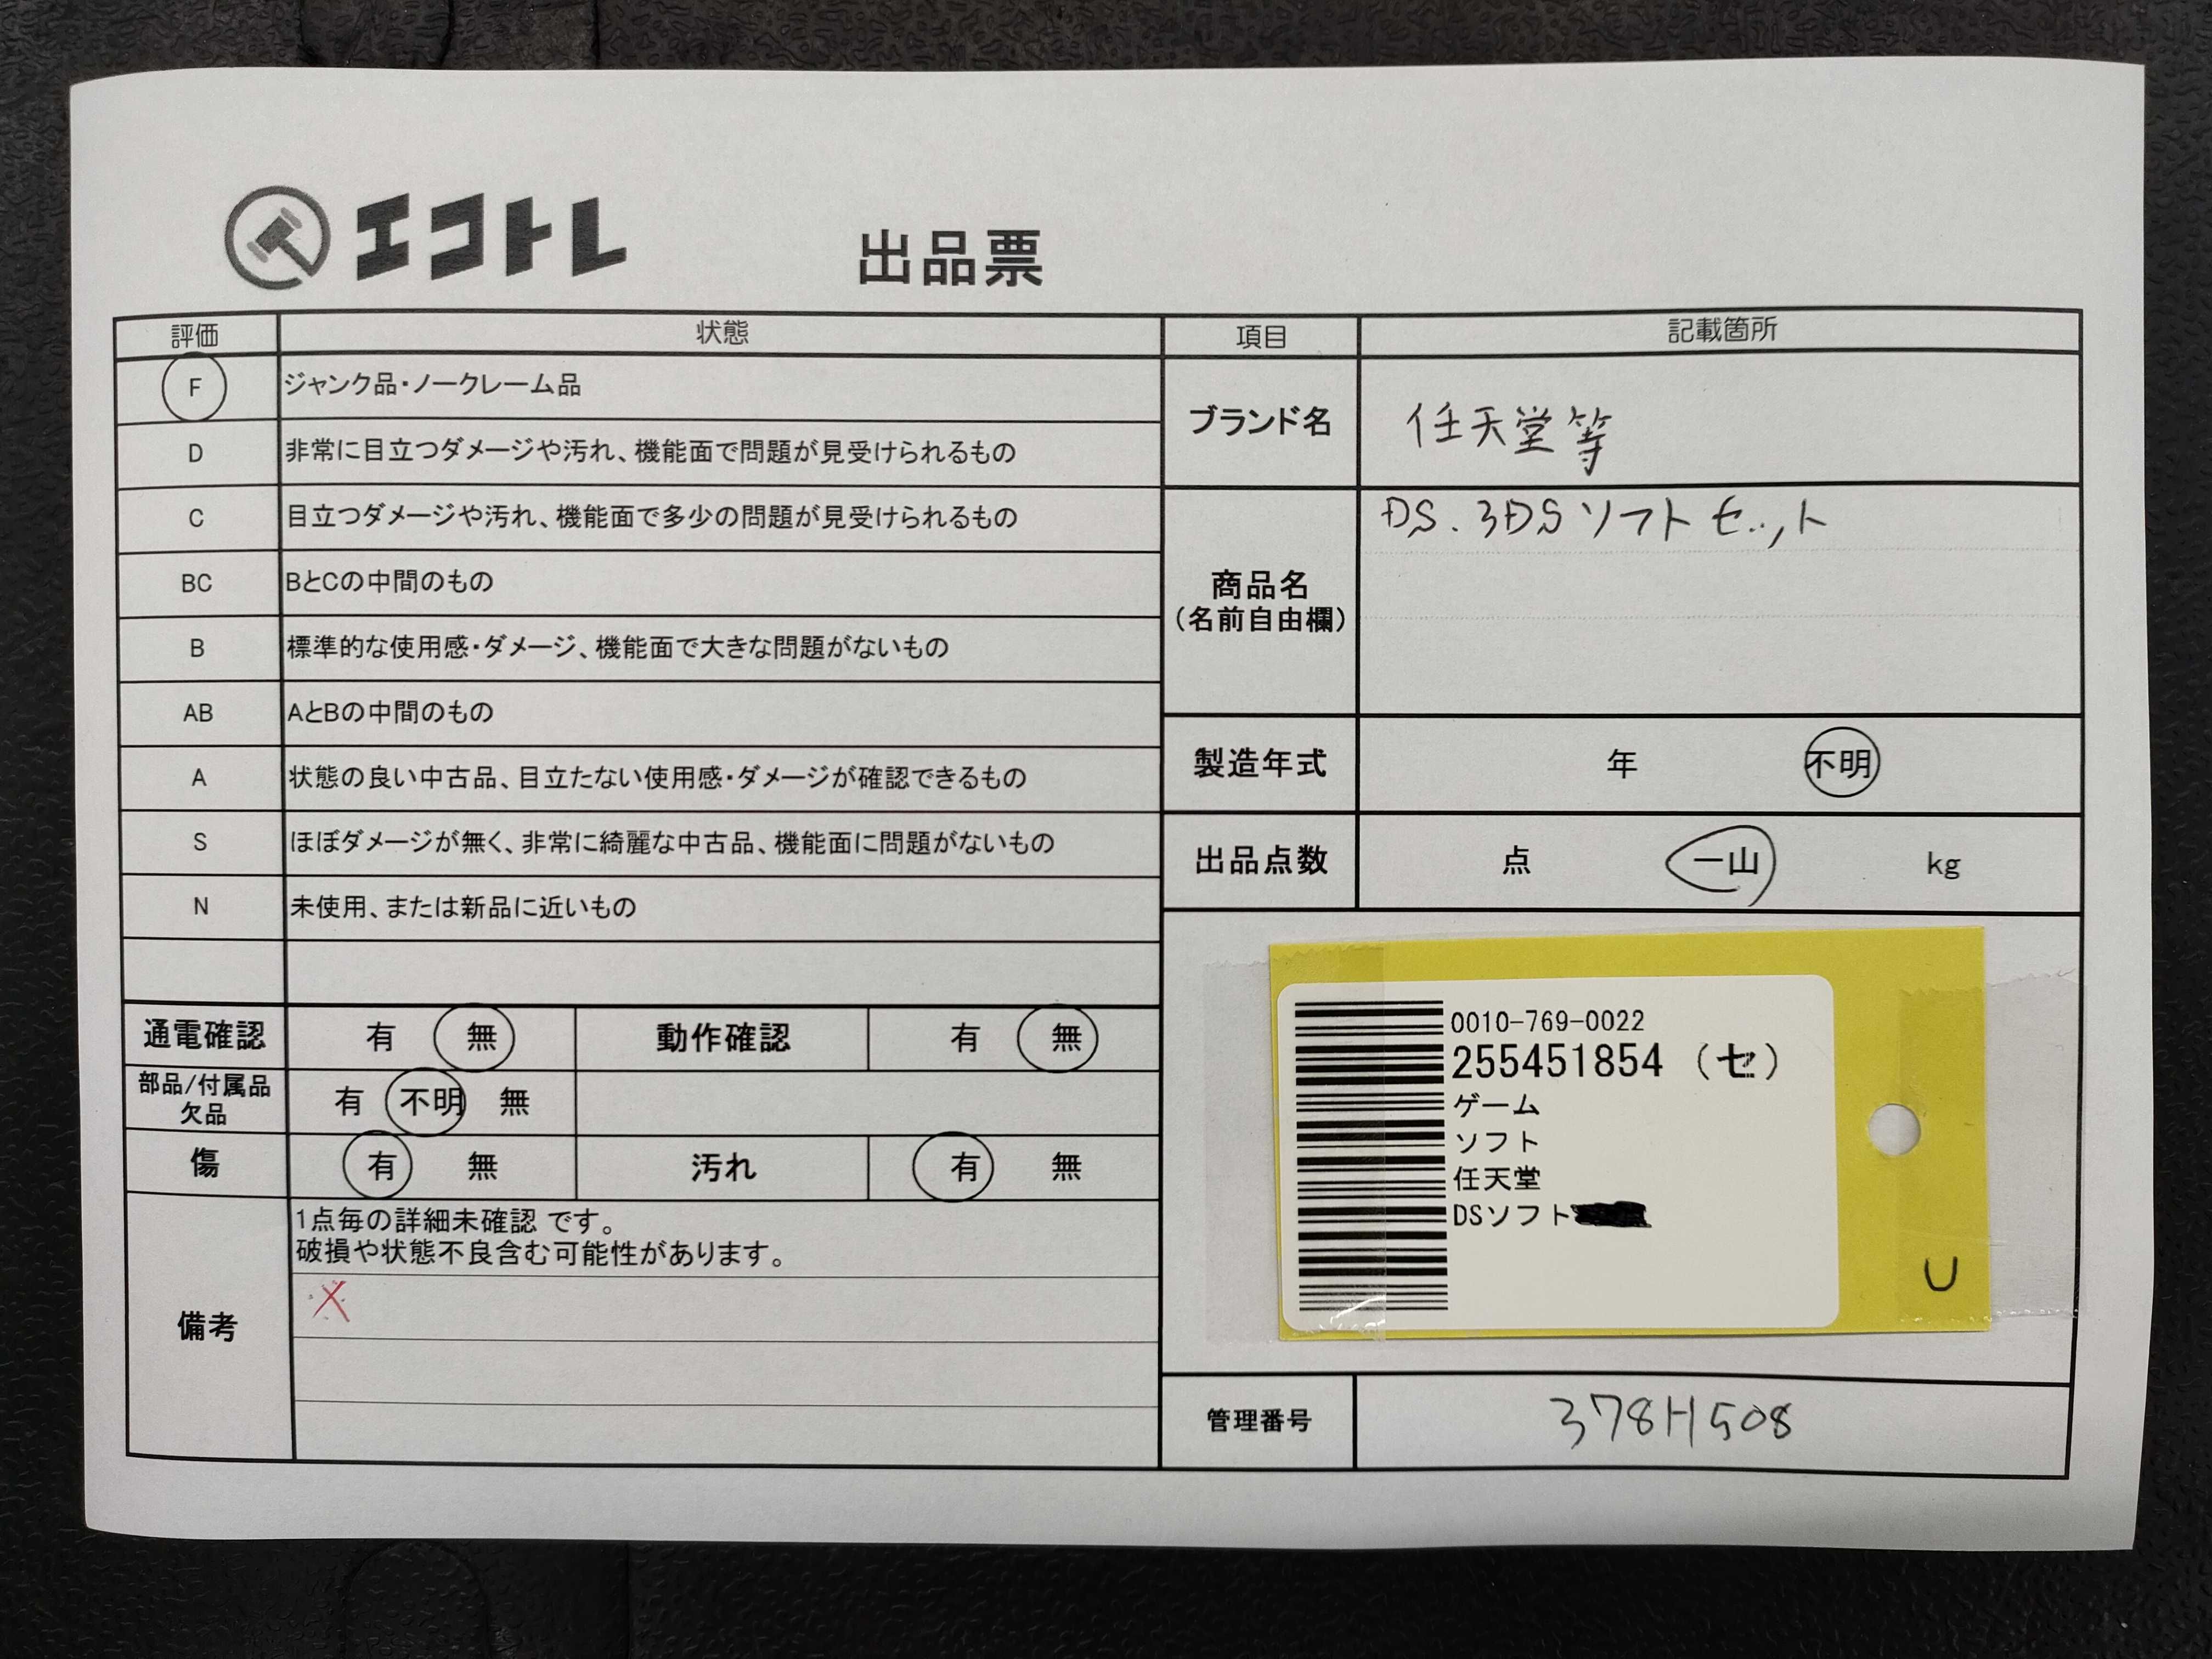 エコトレ
出品票
評価 状態
F ジャンク品・ノークレーム品
D 非常に目立つダメージや汚れ、機能面で問題が見受けられるもの
C 目立つダメージや汚れ、機能面で多少の問題が見受けられるもの
BC BとCの中間のもの
B 標準的な使用感・ダメージ、機能面で大きな問題がないもの
AB AとBの中間のもの
A 状態の良い中古品、目立たない使用感・ダメージが確認できるもの
S ほぼダメージが無く、非常に綺麗な中古品、機能面に問題がないもの
N 未使用、または新品に近いもの
通電確認 有 無 動作確認 有 無
部品/付属品
欠品 有 不明 無
傷 有 無 汚れ 有 無
備考
1点毎の詳細未確認 です。
破損や状態不良含む可能性があります。
項目 記載箇所
ブランド名 任天堂等
商品名
(名前自由欄)
DS.3DSソフトセット
製造年式 年 不明
出品点数 点 一山 kg
0010-769-0022
255451854 (セ)
ゲーム
ソフト
任天堂
DSソフト
U
管理番号 378H508